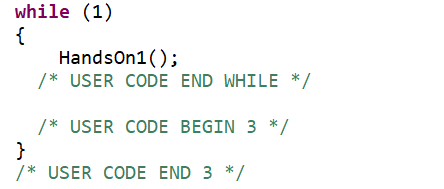 while (1)
{
HandsOn1();
/* USER CODE END WHILE */
/* USER CODE BEGIN 3 */
}
/* USER CODE END 3 */